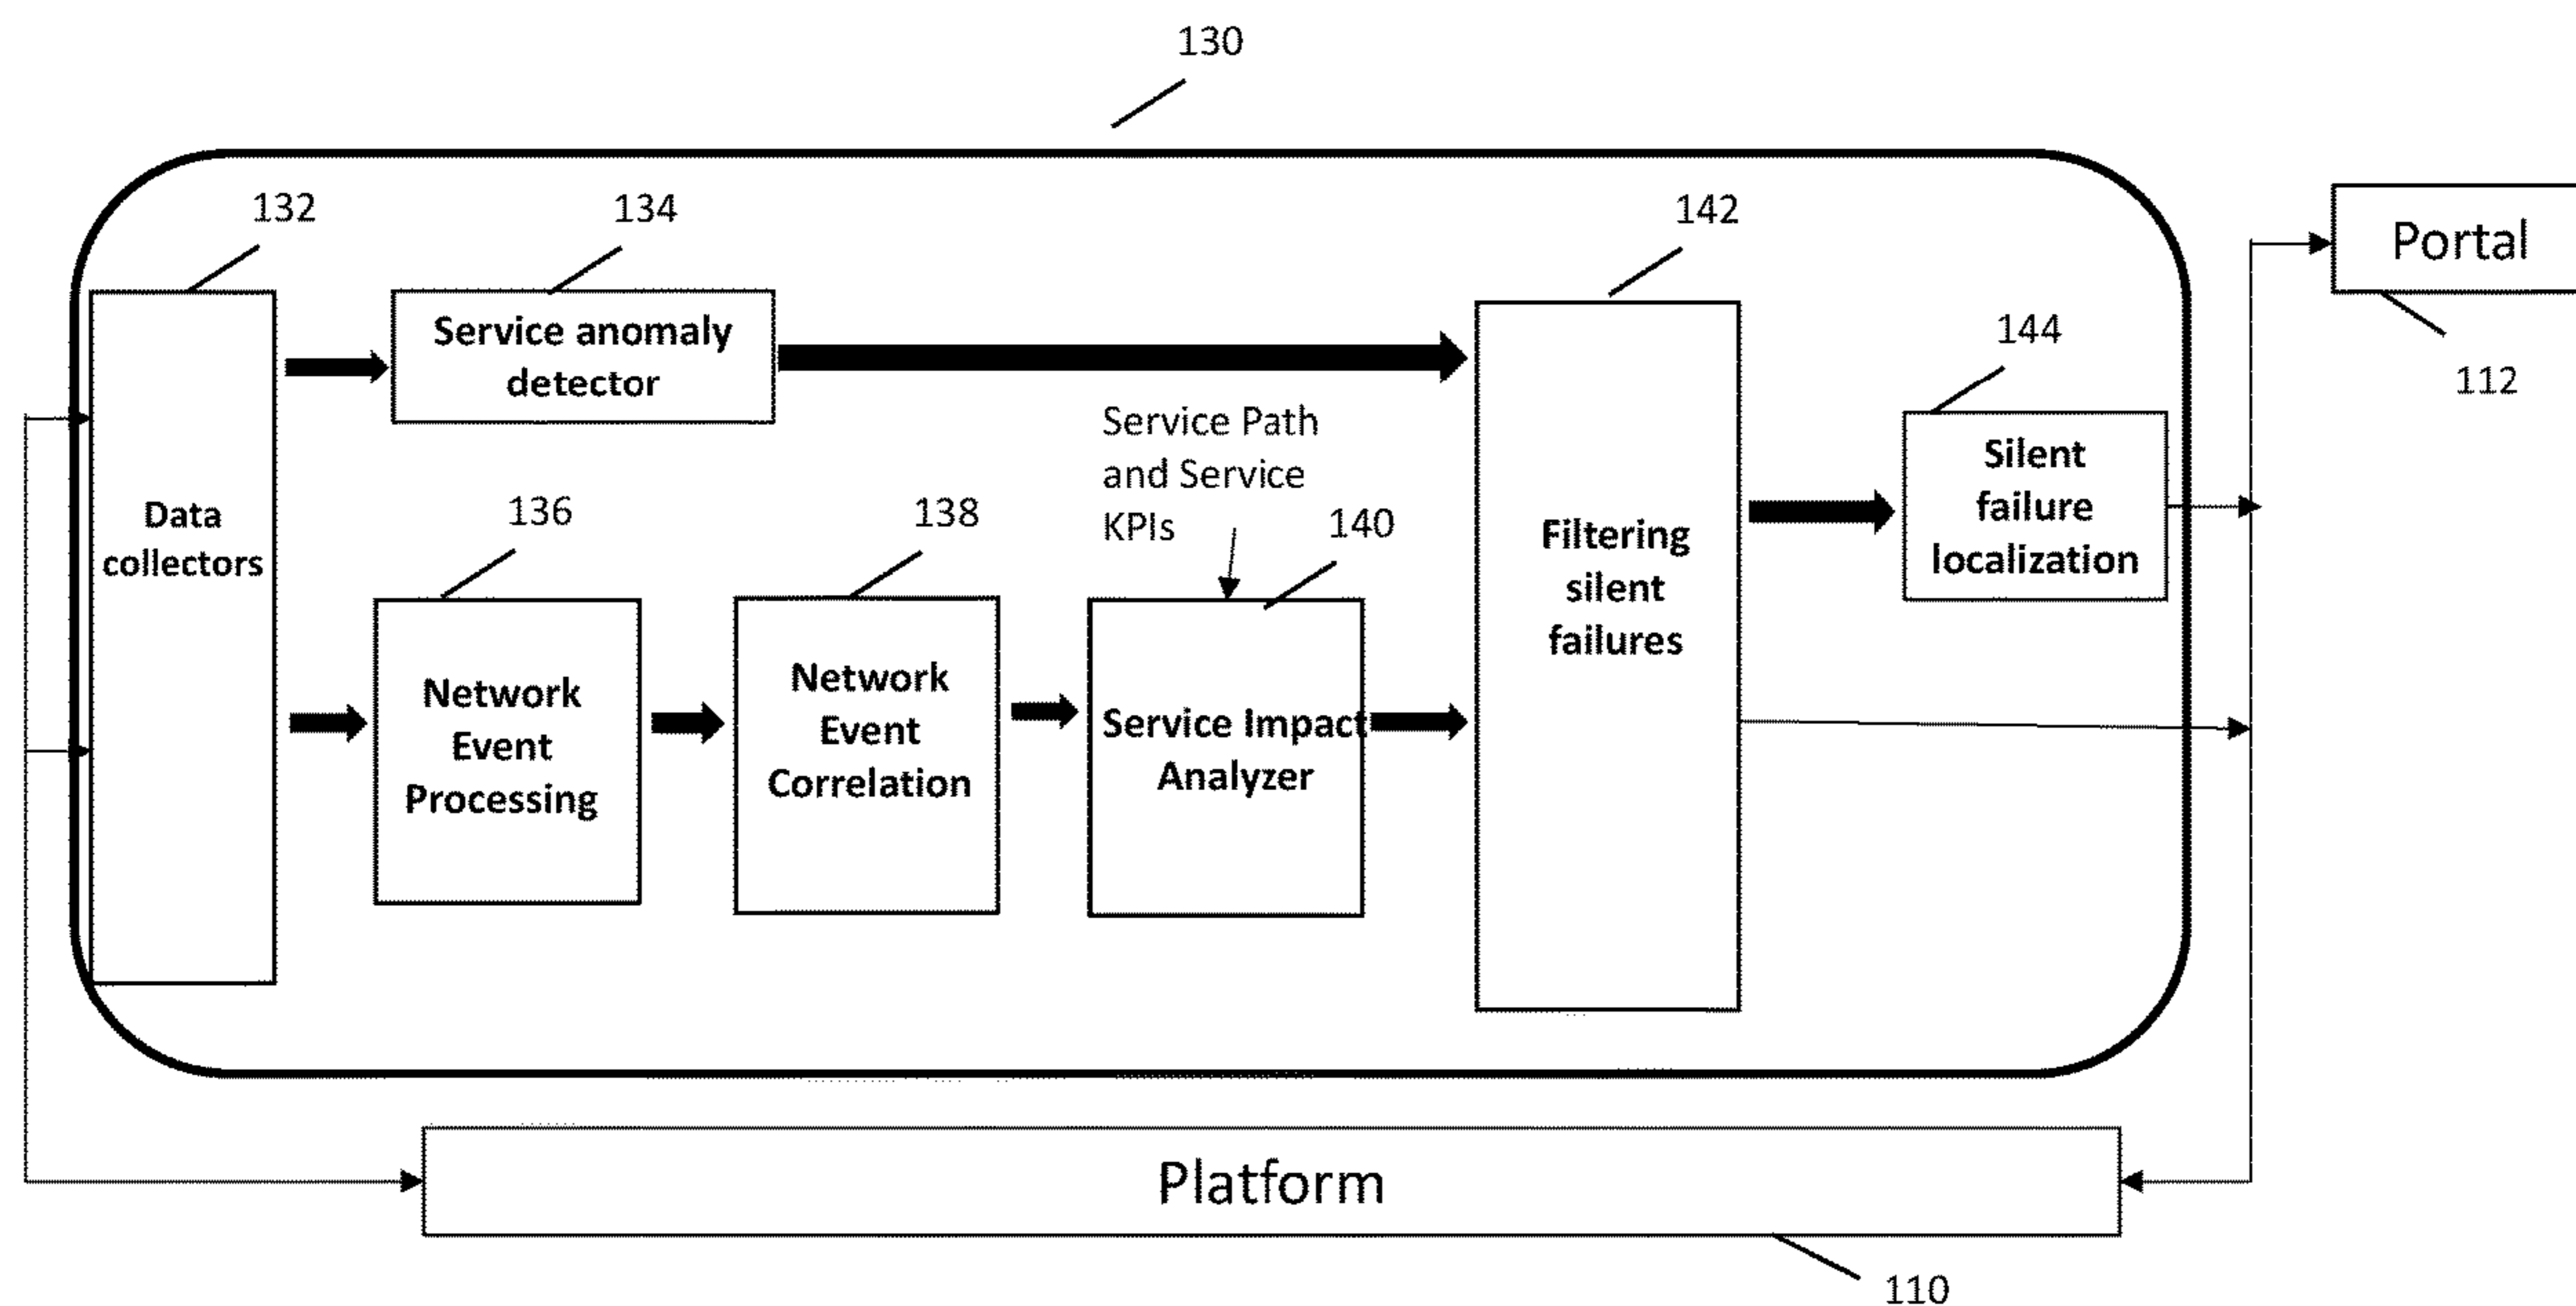 130
132
134
142
Portal
112
144
Service anomaly
detector
Service Path
and Service
KPIs
Data
collectors
136
138
140
Filtering
silent
failures
Silent
failure
localization
Network
Event
Processing
Network
Event
Correlation
Service Impact
Analyzer
Platform
110